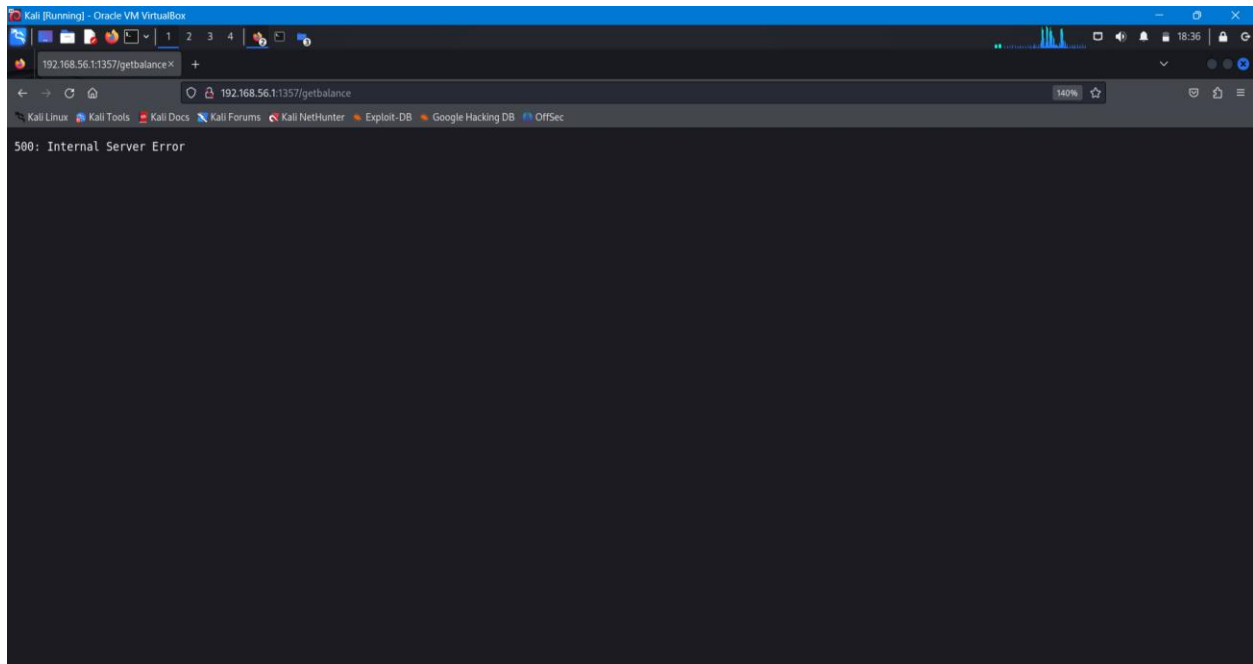 Kali [Running] - Oracle VM VirtualBox
1 2 3 4 18:36
192.168.56.1:1357/getbalance
192.168.56.1:1357/getbalance 140%
Kali Linux Kali Tools Kali Docs Kali Forums Kali NetHunter Exploit-DB Google Hacking DB OffSec
500: Internal Server Error